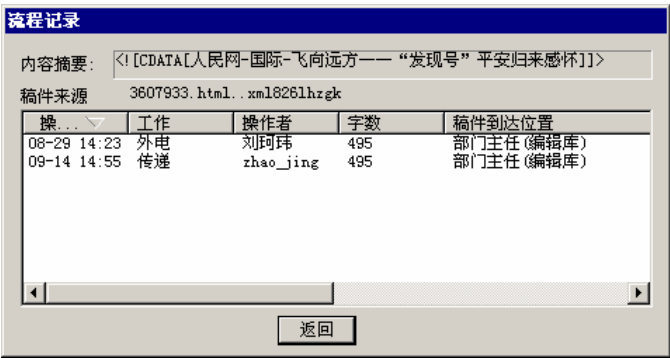 流程记录
内容摘要: <![CDATA[人民网-国际-飞向远方——“发现号”平安归来感怀]]>
稿件来源 3607933.html..xml8261hzgk
操... 工作 操作者 字数 稿件到达位置
08-29 14:23 外电 刘珂玮 495 部门主任(编辑库)
09-14 14:55 传递 zhao_jing 495 部门主任(编辑库)
返回